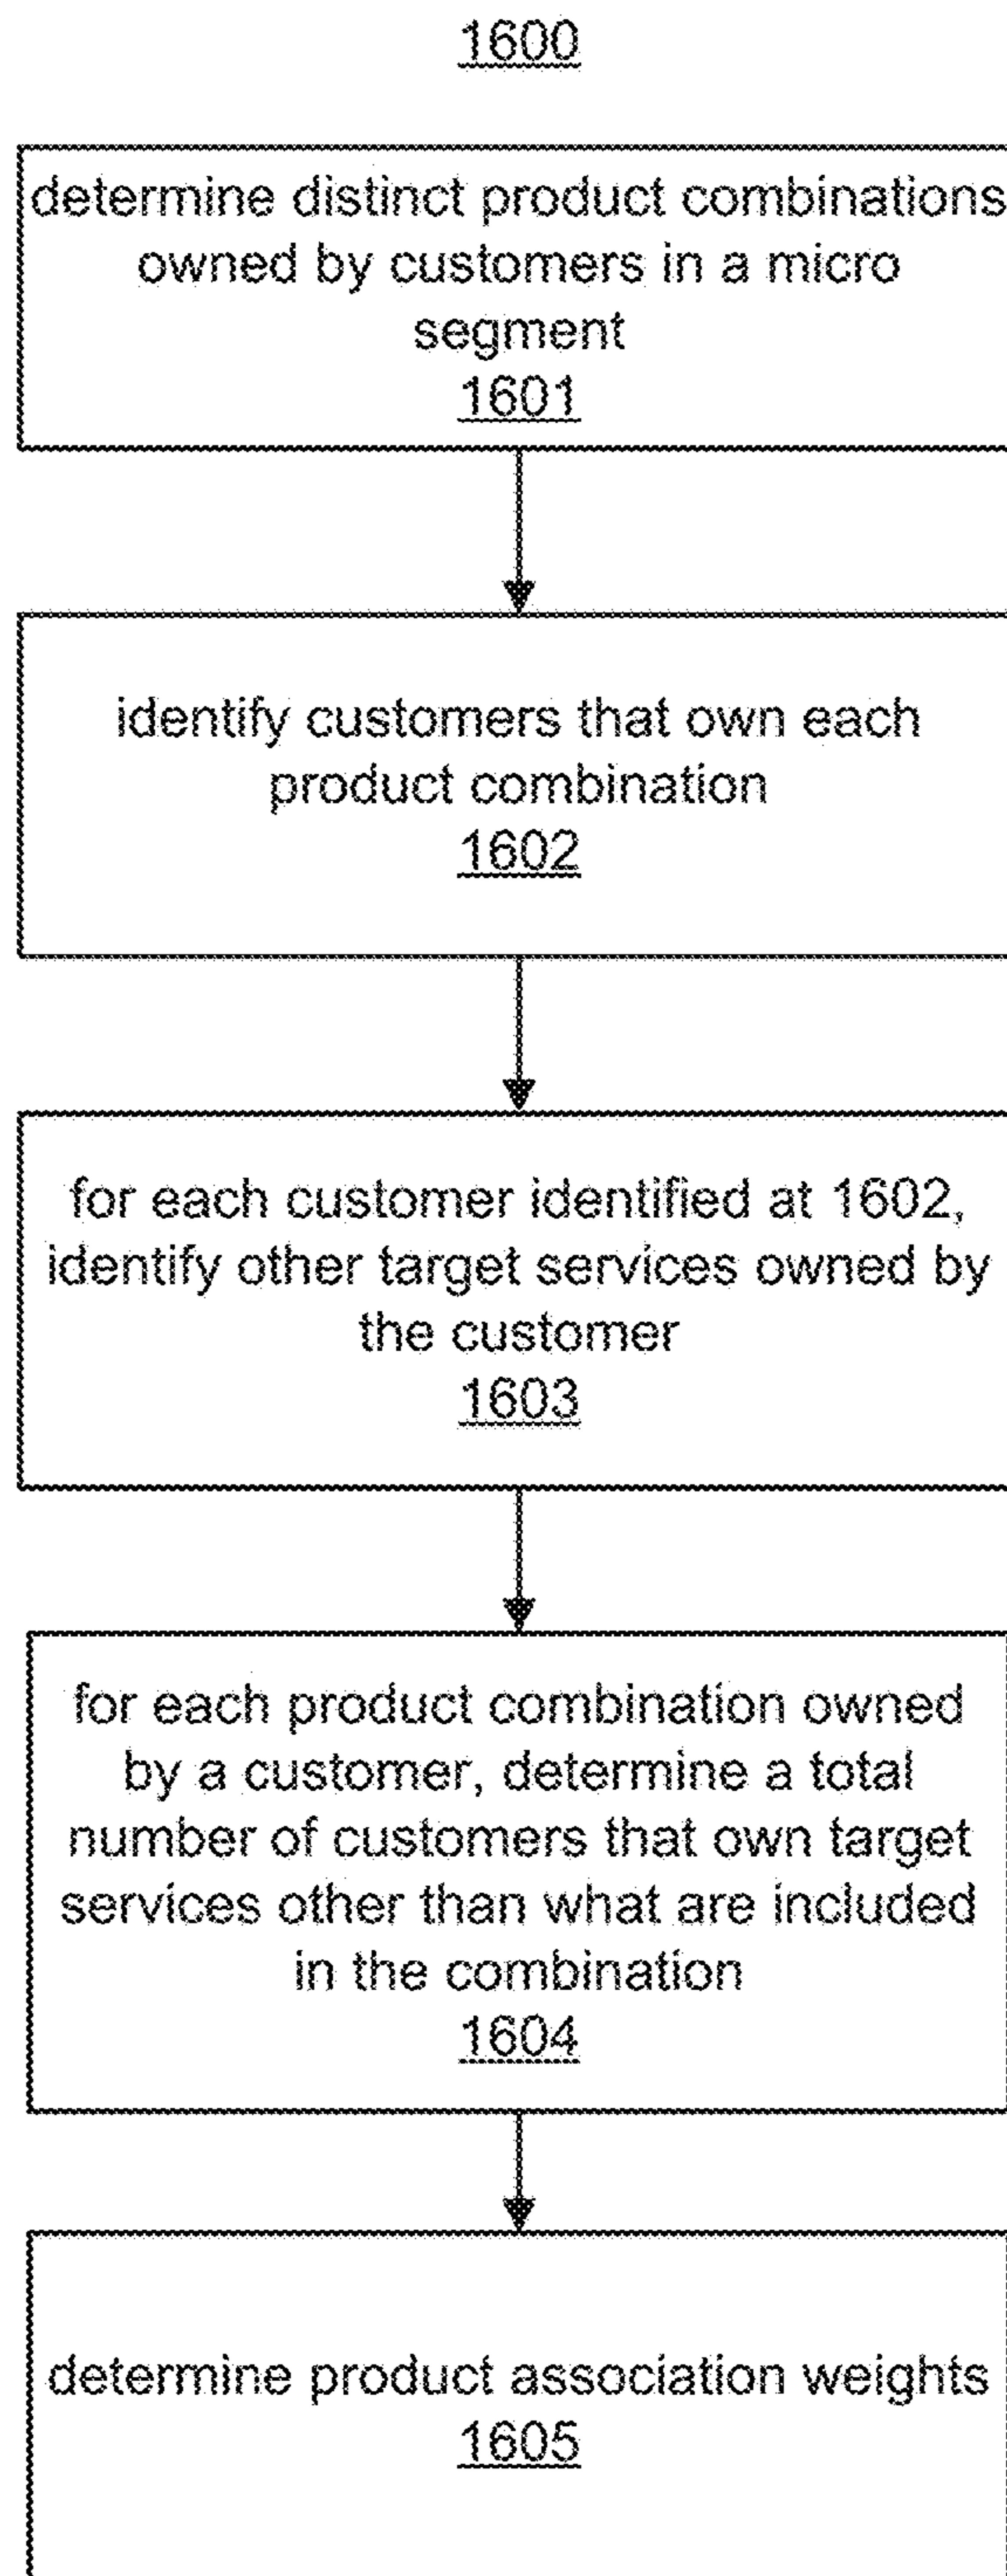 1600
determine distinct product combinations
owned by customers in a micro
segment
1601
identify customers that own each
product combination
1602
for each customer identified at 1602,
identify other target services owned by
the customer
1603
for each product combination owned
by a customer, determine a total
number of customers that own target
services other than what are included
in the combination
1604
determine product association weights
1605